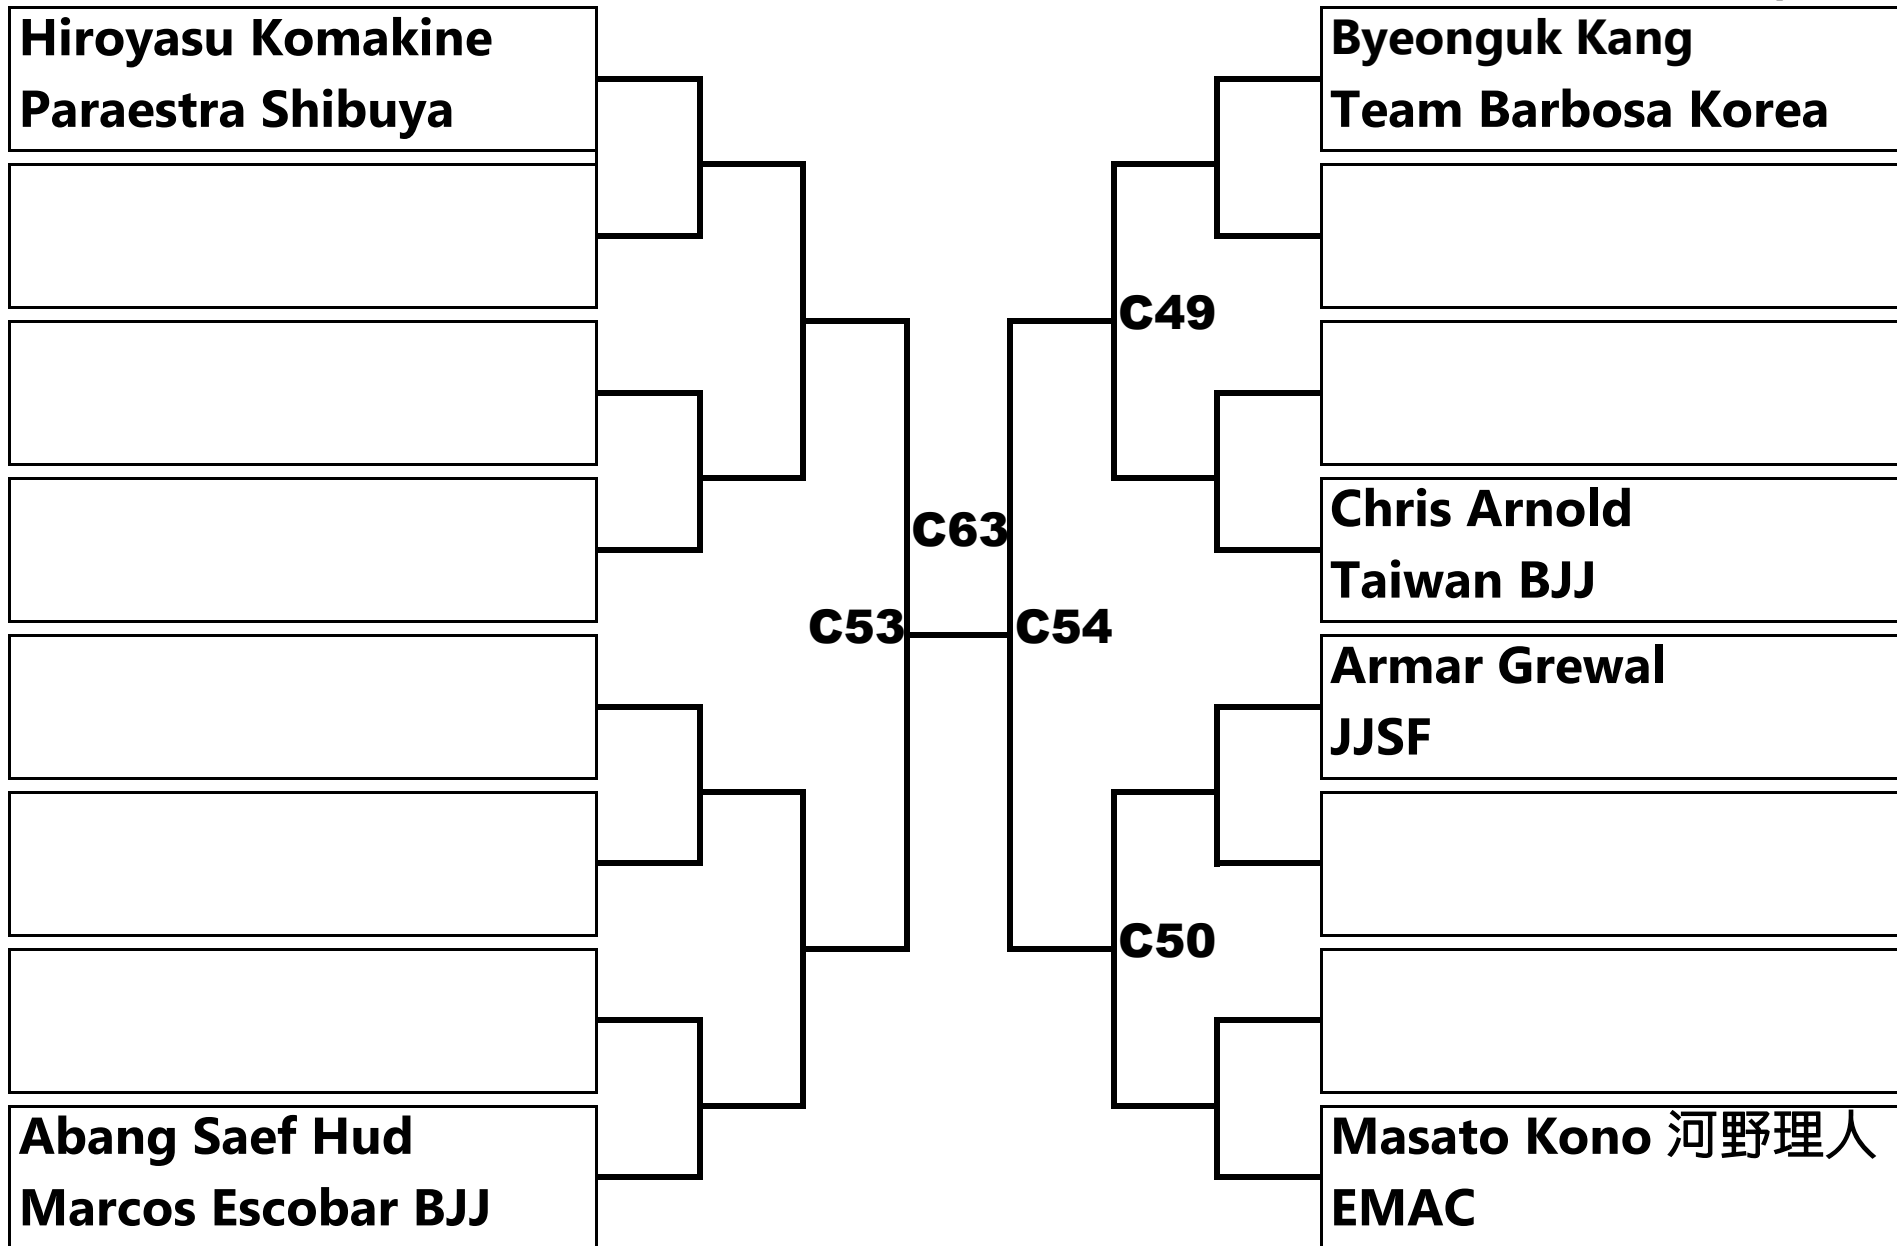 Hiroyasu Komakine
Paraestra Shibuya
Abang Saef Hud
Marcos Escobar BJJ
C53
C63
C54
C49
C50
Byeonguk Kang
Team Barbosa Korea
Chris Arnold
Taiwan BJJ
Armar Grewal
JJSF
Masato Kono 河野理人
EMAC